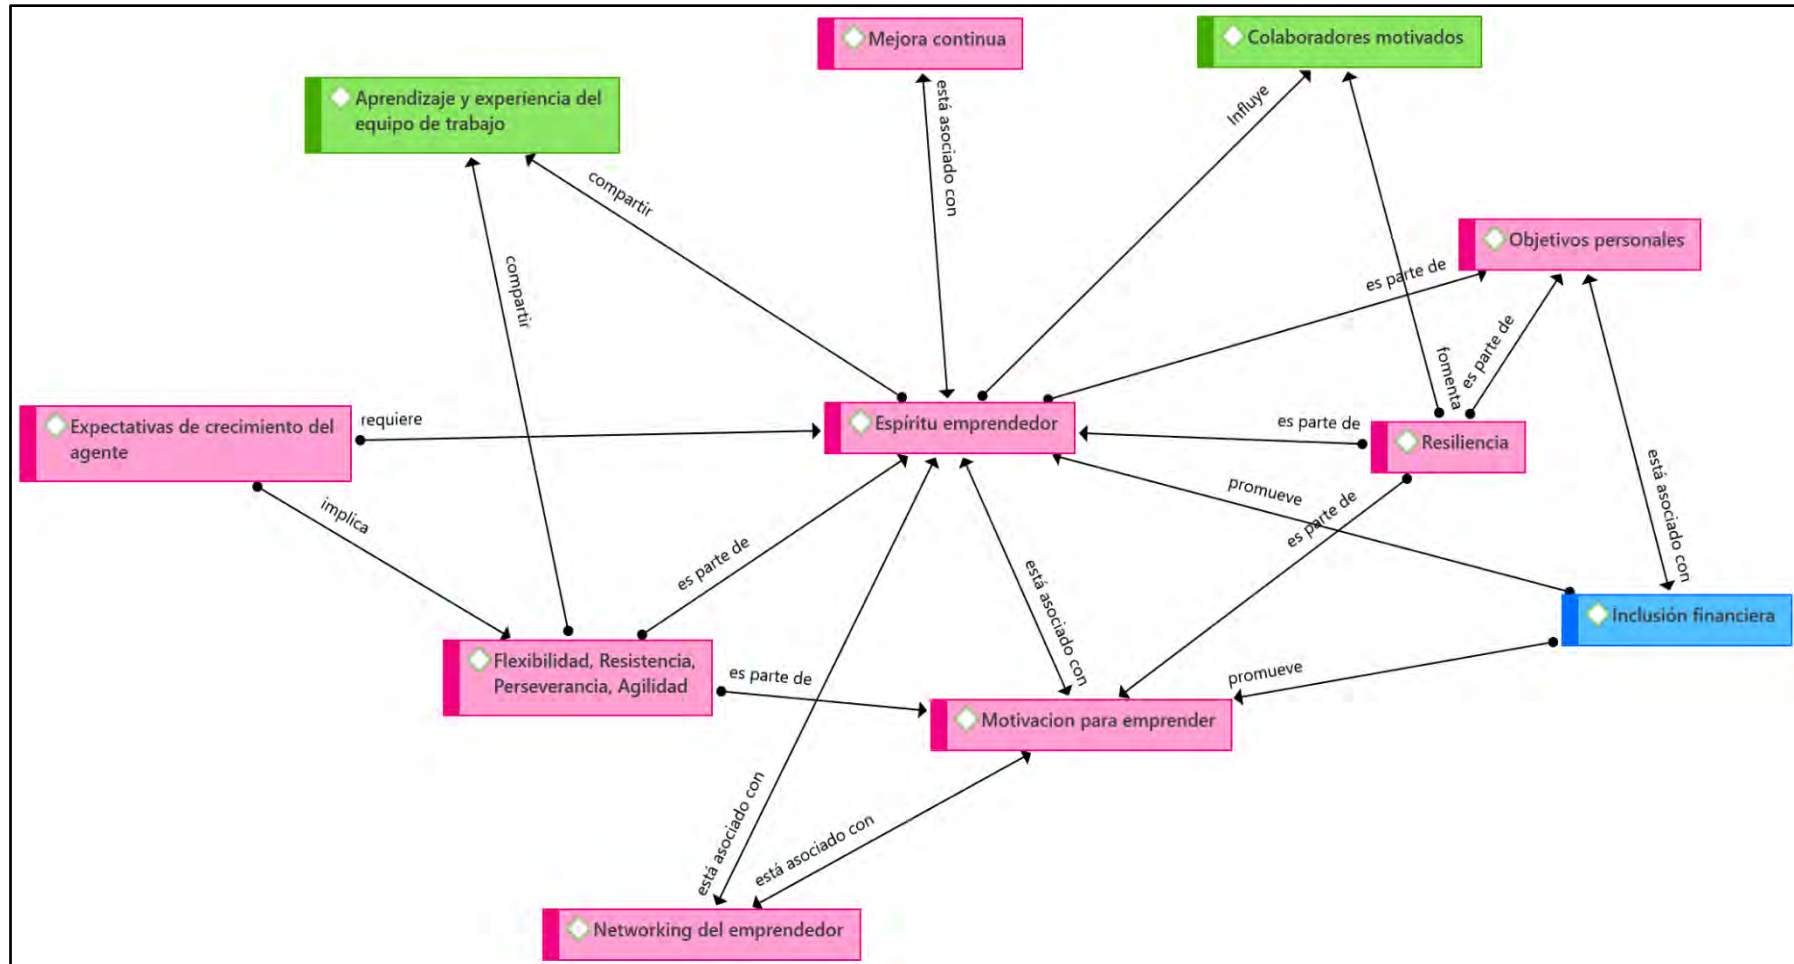 Mejora continua
Colaboradores motivados
Aprendizaje y experiencia del
equipo de trabajo
está asociado con
Influye
compartir
Objetivos personales
es parte de
compartir
es parte de
fomenta
Expectativas de crecimiento del
agente
requiere
Espíritu emprendedor
es parte de
Resiliencia
está asociado con
implica
promueve
es parte de
es parte de
está asociado con
Inclusión financiera
Flexibilidad, Resistencia,
Perseverancia, Agilidad
es parte de
promueve
Motivacion para emprender
está asociado con
está asociado con
Networking del emprendedor